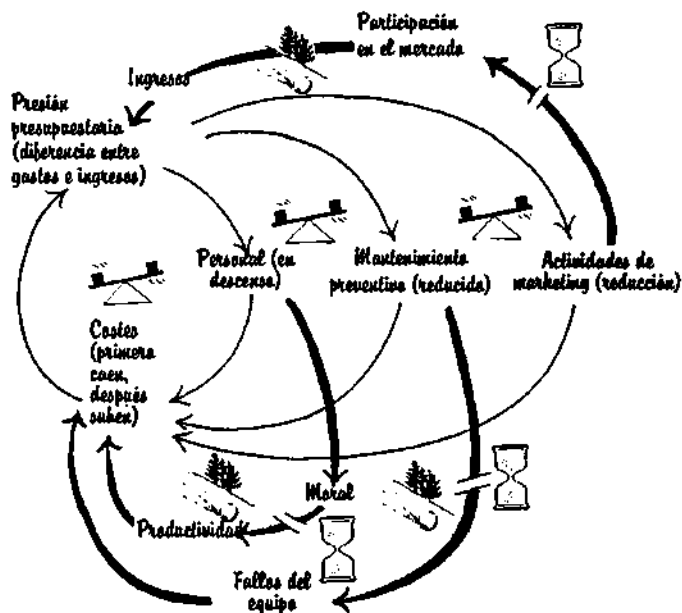 Participación
en el mercado
Ingresos
Presión
presupuestaria
(diferencia entre
gastos e ingresos)
Personal (en
descenso)
Mantenimiento
preventivo (reducido)
Actividades de
marketing (reducción)
Costes
(primero
caen,
después
suben)
Moral
Productividad
Fallos del
equipo